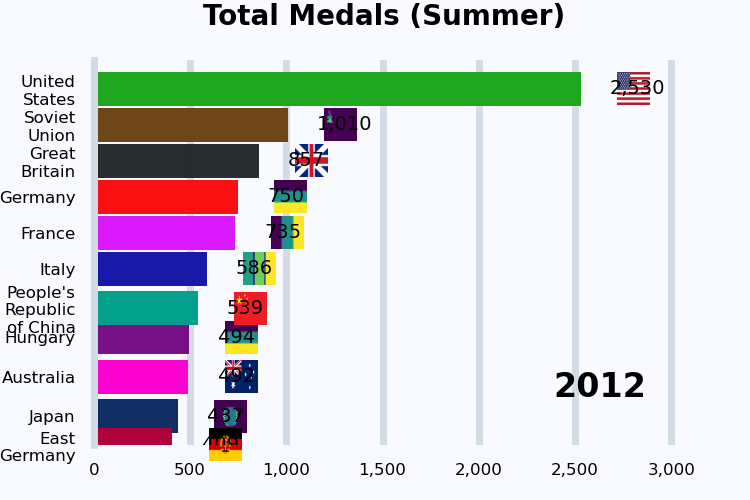 Total Medals (Summer)
United
States
2,530
Soviet
Union
1,010
Great
Britain
857
Germany
750
France
735
Italy
586
People's
Republic
of China
539
Hungary
494
Australia
492
Japan
437
East
Germany
2012
0
500
1,000
1,500
2,000
2,500
3,000